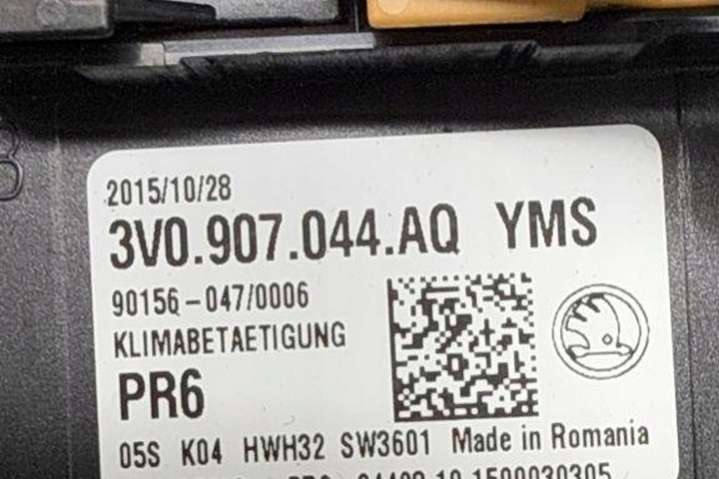 2015/10/28
3V0.907.044.AQ YMS
90156-047/0006
KLIMABETAETIGUNG
PR6
05S K04 HWH32 SW3601 Made in Romania